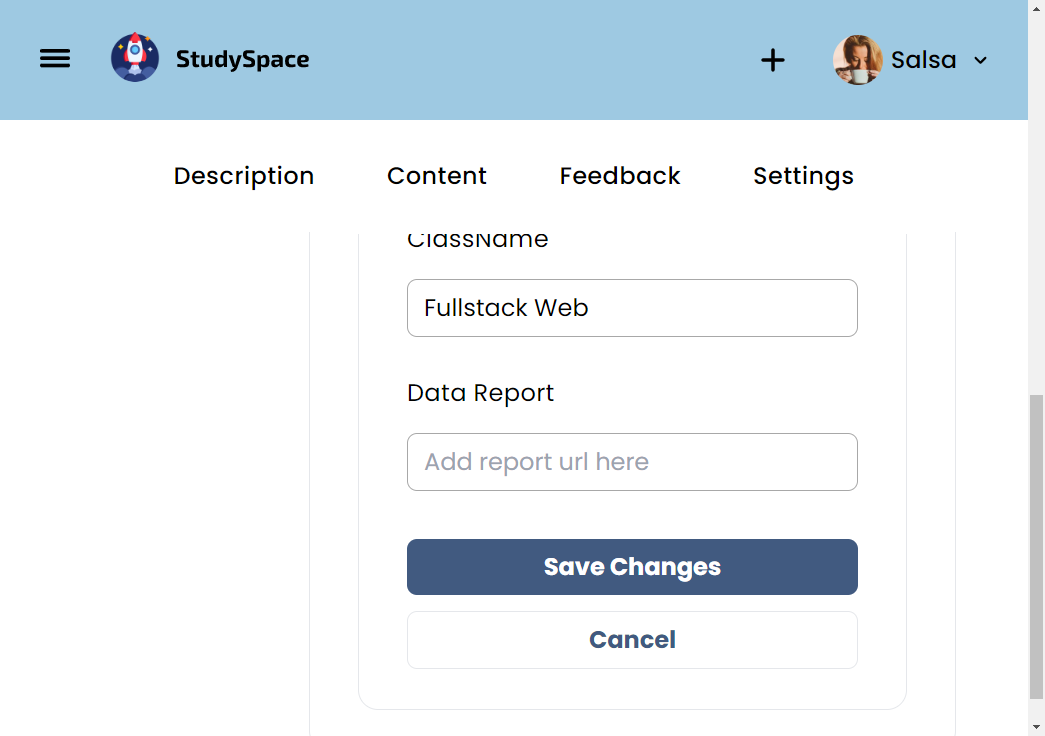 StudySpace
Salsa
Description Content Feedback Settings
ClassName
Fullstack Web
Data Report
Add report url here
Save Changes
Cancel